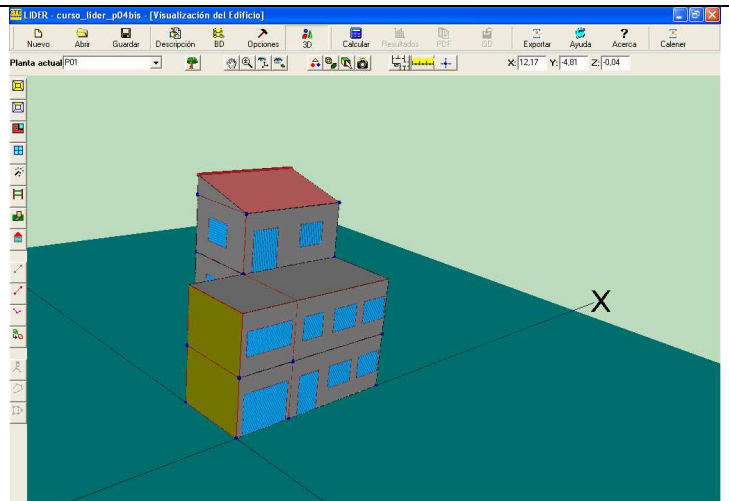 CTE LIDER - curso_lider_p04bis - [Visualización del Edificio]
Nuevo Abrir Guardar Descripción BD Opciones 3D Calcular Resultados PDF GD Exportar Ayuda Acerca Calener
Planta actual P01 X: 12,17 Y: -4,81 Z: -0,04
X